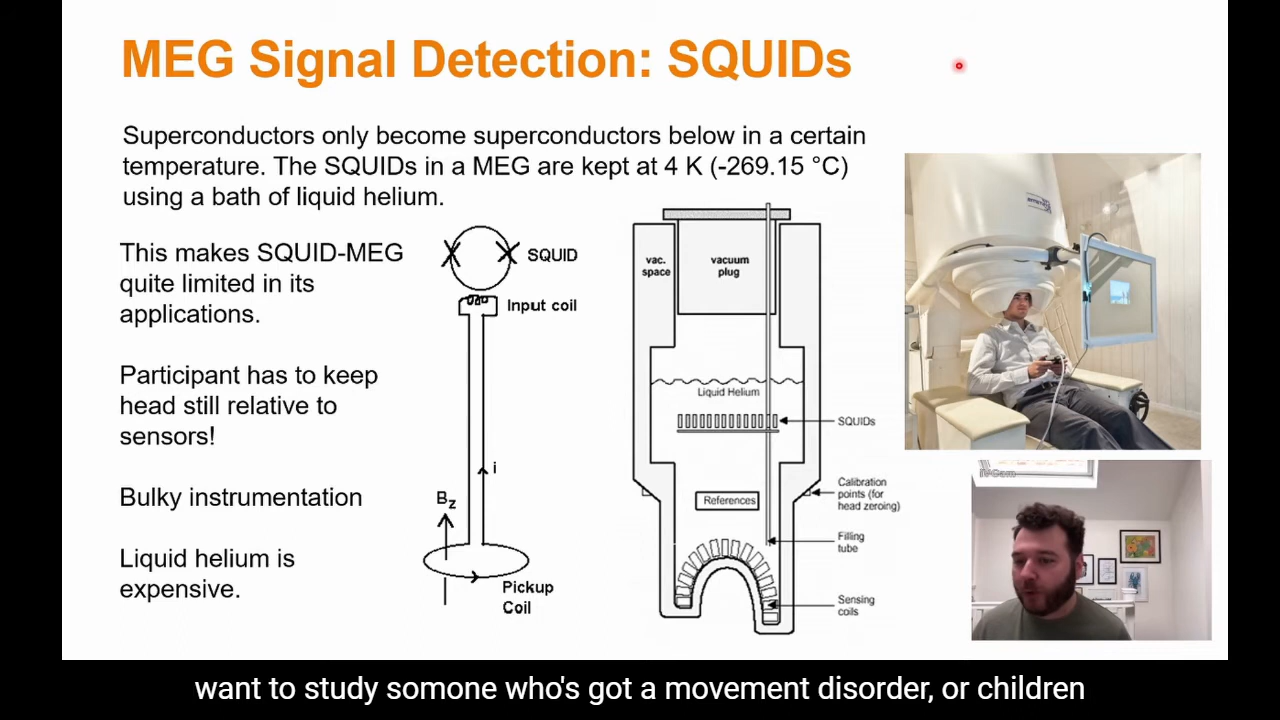 MEG Signal Detection: SQUIDs
Superconductors only become superconductors below in a certain
temperature. The SQUIDs in a MEG are kept at 4 K (-269.15 °C)
using a bath of liquid helium.
This makes SQUID-MEG
quite limited in its
applications.
Participant has to keep
head still relative to
sensors!
Bulky instrumentation
Liquid helium is
expensive.
SQUID
Input coil
i
Bz
Pickup
Coil
vac.
space
vacuum
plug
Liquid Helium
SQUIDs
References
Calibration
points (for
head zeroing)
Filling
tube
Sensing
coils
want to study somone who's got a movement disorder, or children